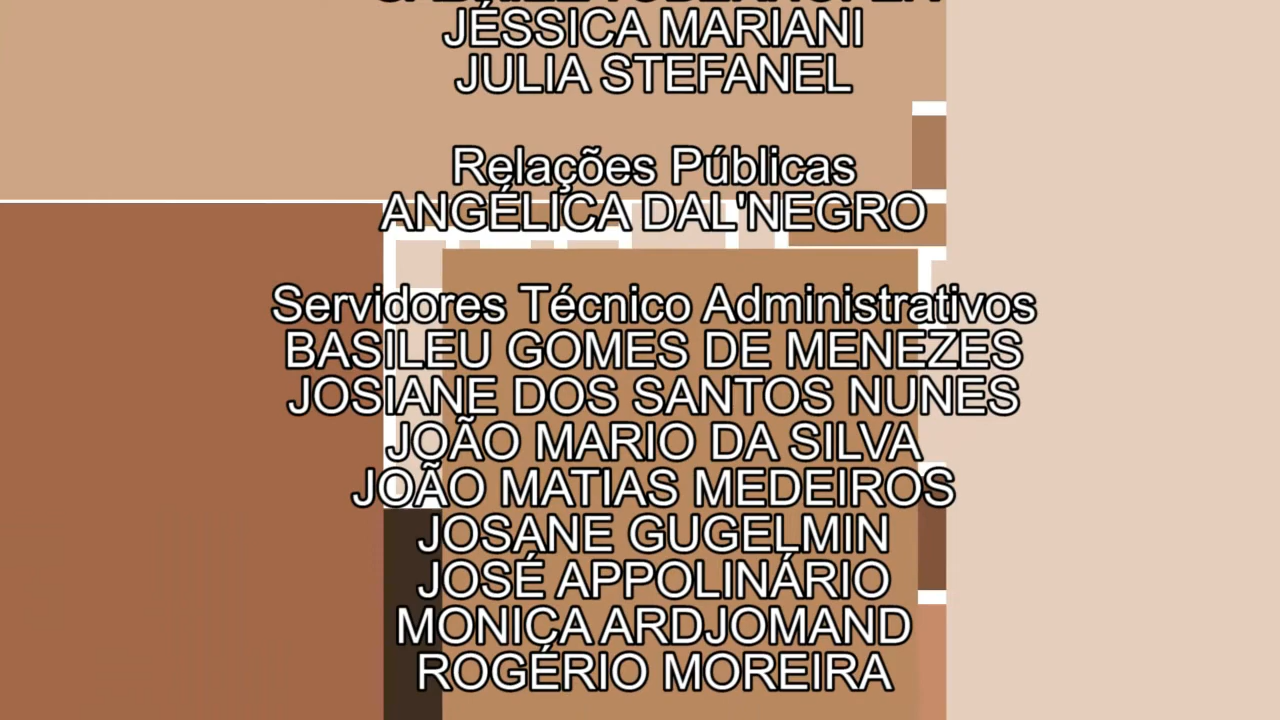 JÉSSICA MARIANI
JULIA STEFANEL
Relações Públicas
ANGÉLICA DAL'NEGRO
Servidores Técnico Administrativos
BASILEU GOMES DE MENEZES
JOSIANE DOS SANTOS NUNES
JOÃO MARIO DA SILVA
JOÃO MATIAS MEDEIROS
JOSANE GUGELMIN
JOSÉ APPOLINÁRIO
MONICA ARDJOMAND
ROGÉRIO MOREIRA